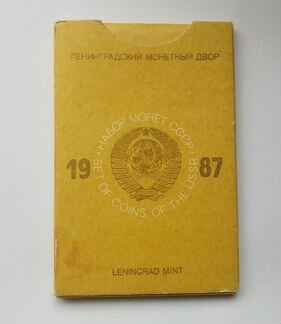 ЛЕНИНГРАДСКИЙ МОНЕТНЫЙ ДВОР
•НАБОР МОНЕТ СССР•
19 87
SET OF COINS OF THE USSR
LENINGRAD MINT